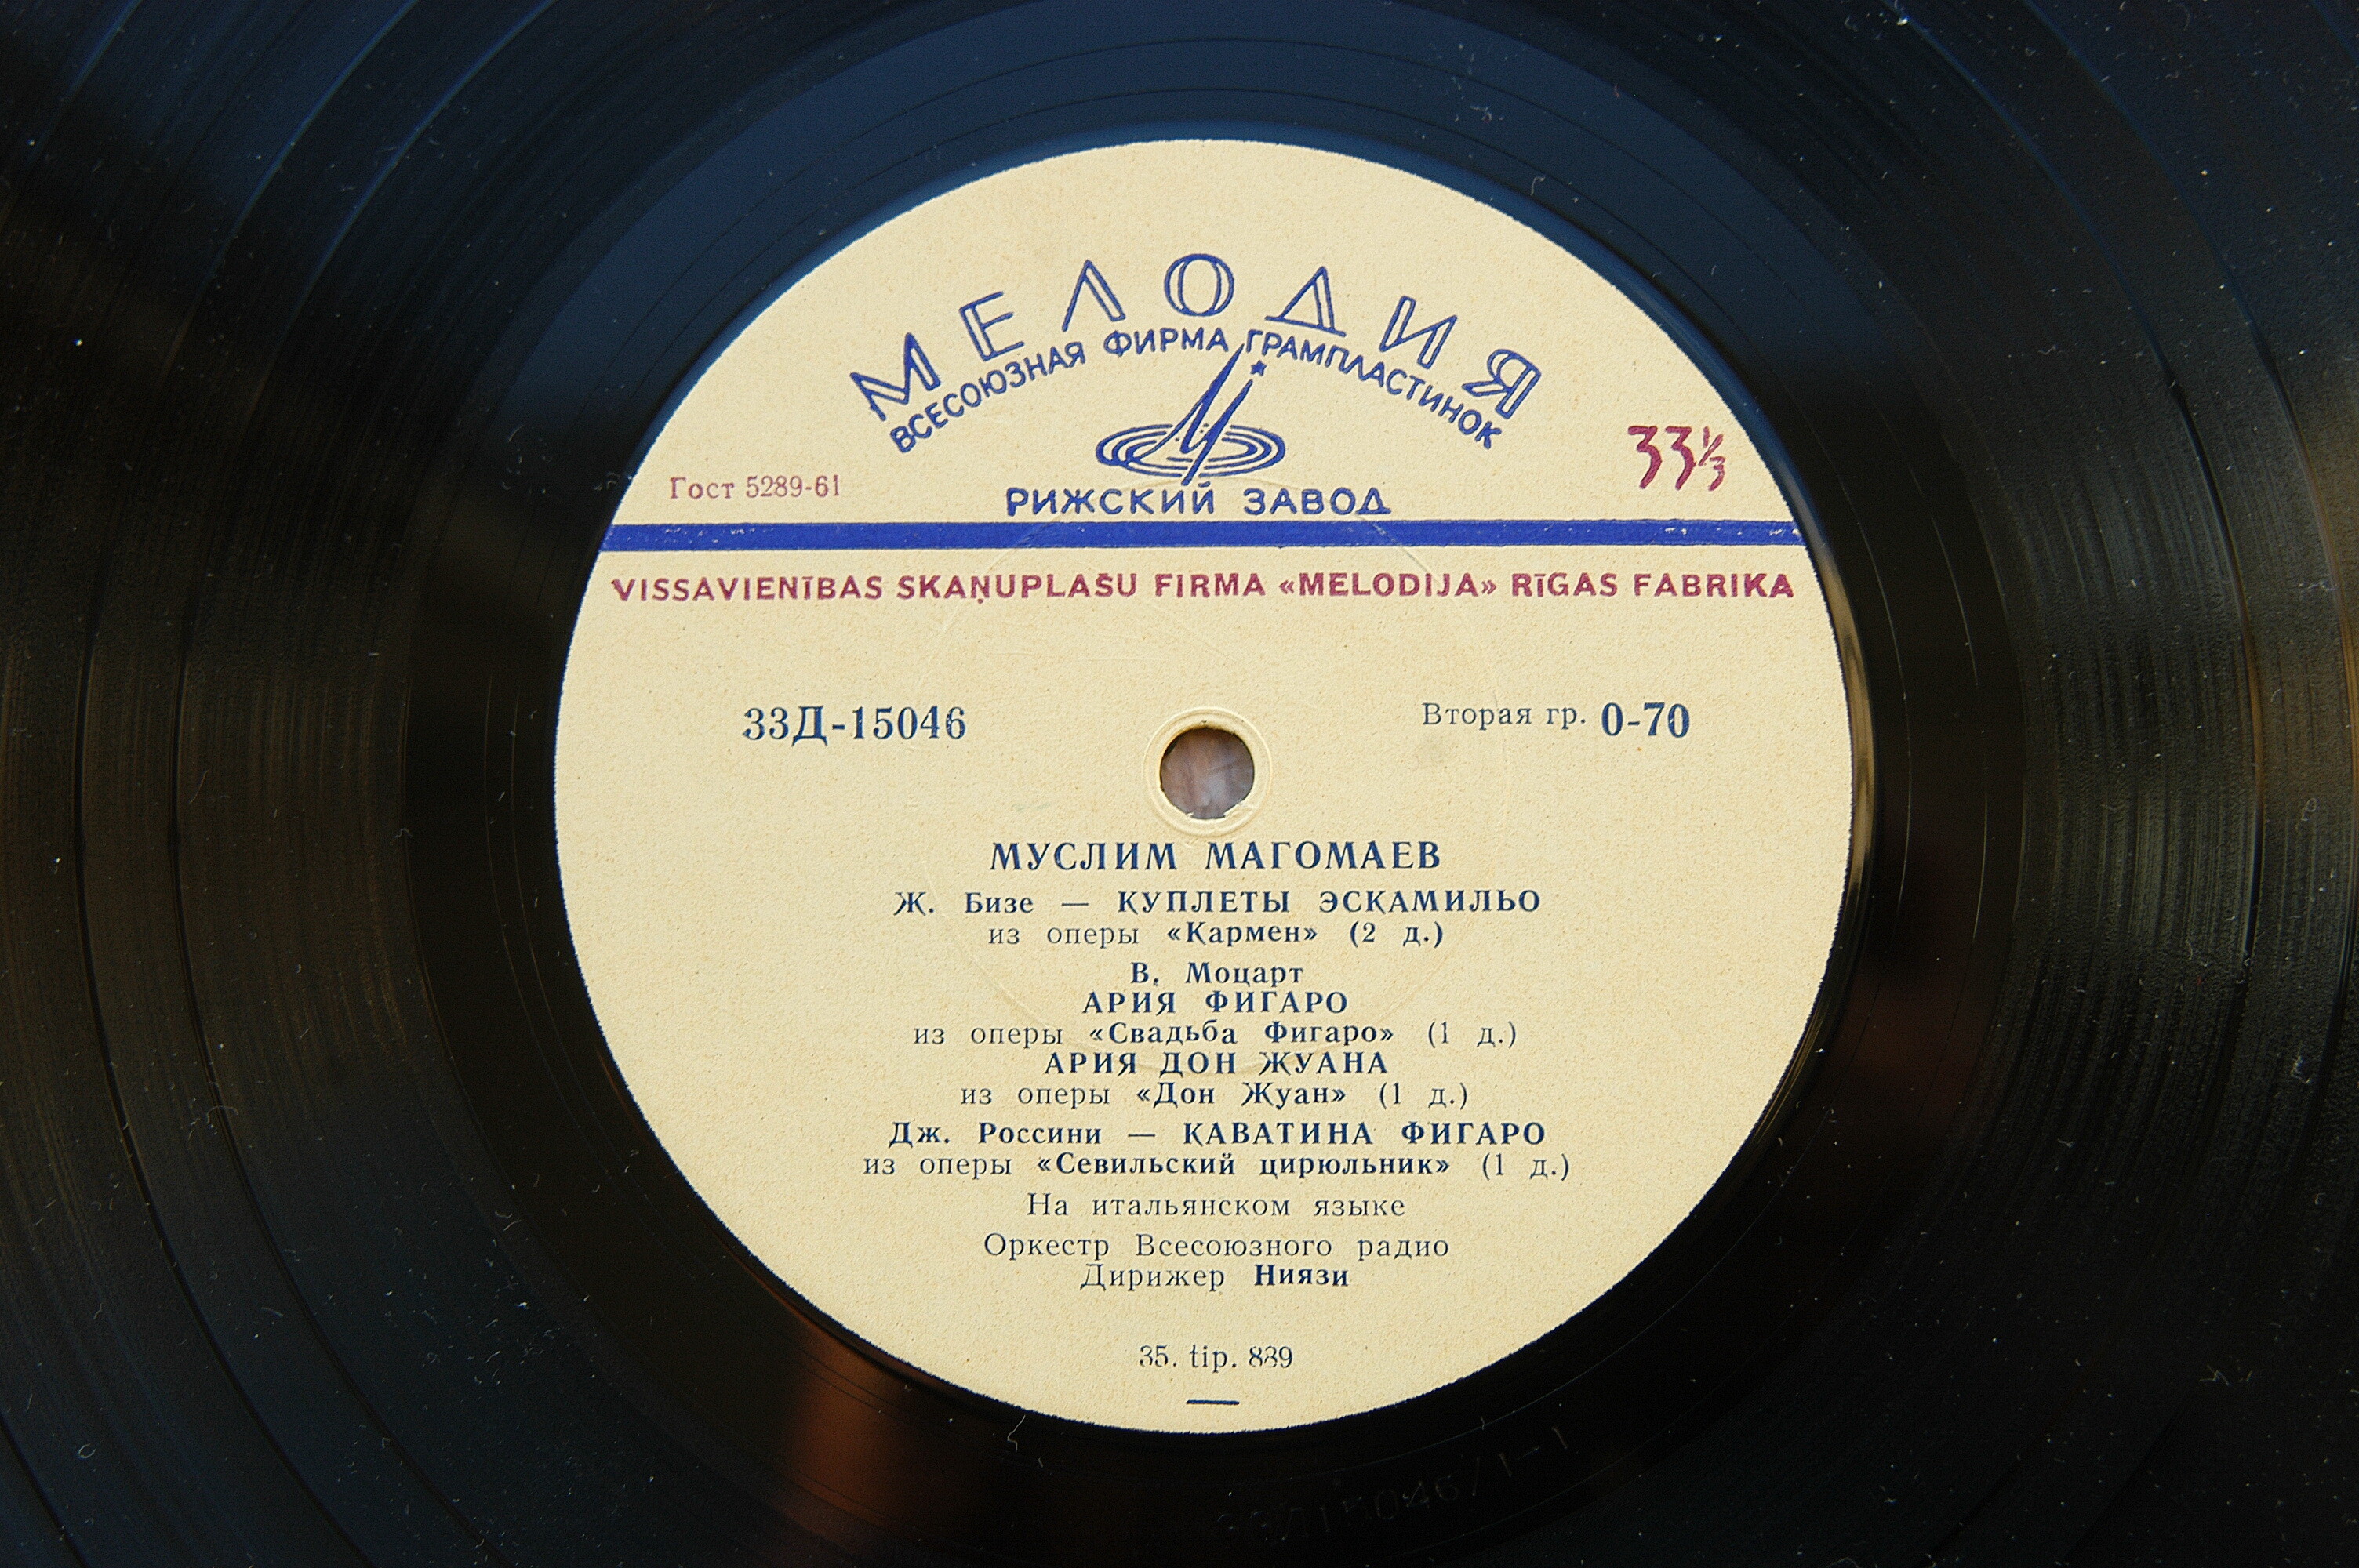 МЕЛОДИЯ
ВСЕСОЮЗНАЯ ФИРМА ГРАМПЛАСТИНОК
Гост 5289-61
33⅓
РИЖСКИЙ ЗАВОД
VISSAVIENĪBAS SKAŅUPLAŠU FIRMA «MELODIJA» RĪGAS FABRIKA
33Д-15046
Вторая гр. 0-70
МУСЛИМ МАГОМАЕВ
Ж. Бизе — КУПЛЕТЫ ЭСКАМИЛЬО
из оперы «Кармен» (2 д.)
В. Моцарт
АРИЯ ФИГАРО
из оперы «Свадьба Фигаро» (1 д.)
АРИЯ ДОН ЖУАНА
из оперы «Дон Жуан» (1 д.)
Дж. Россини — КАВАТИНА ФИГАРО
из оперы «Севильский цирюльник» (1 д.)
На итальянском языке
Оркестр Всесоюзного радио
Дирижер Ниязи
35. tip. 839